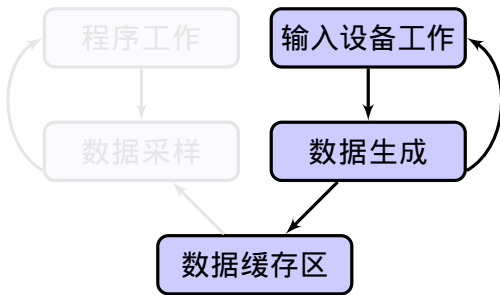 程序工作
输入设备工作
数据采样
数据生成
数据缓存区